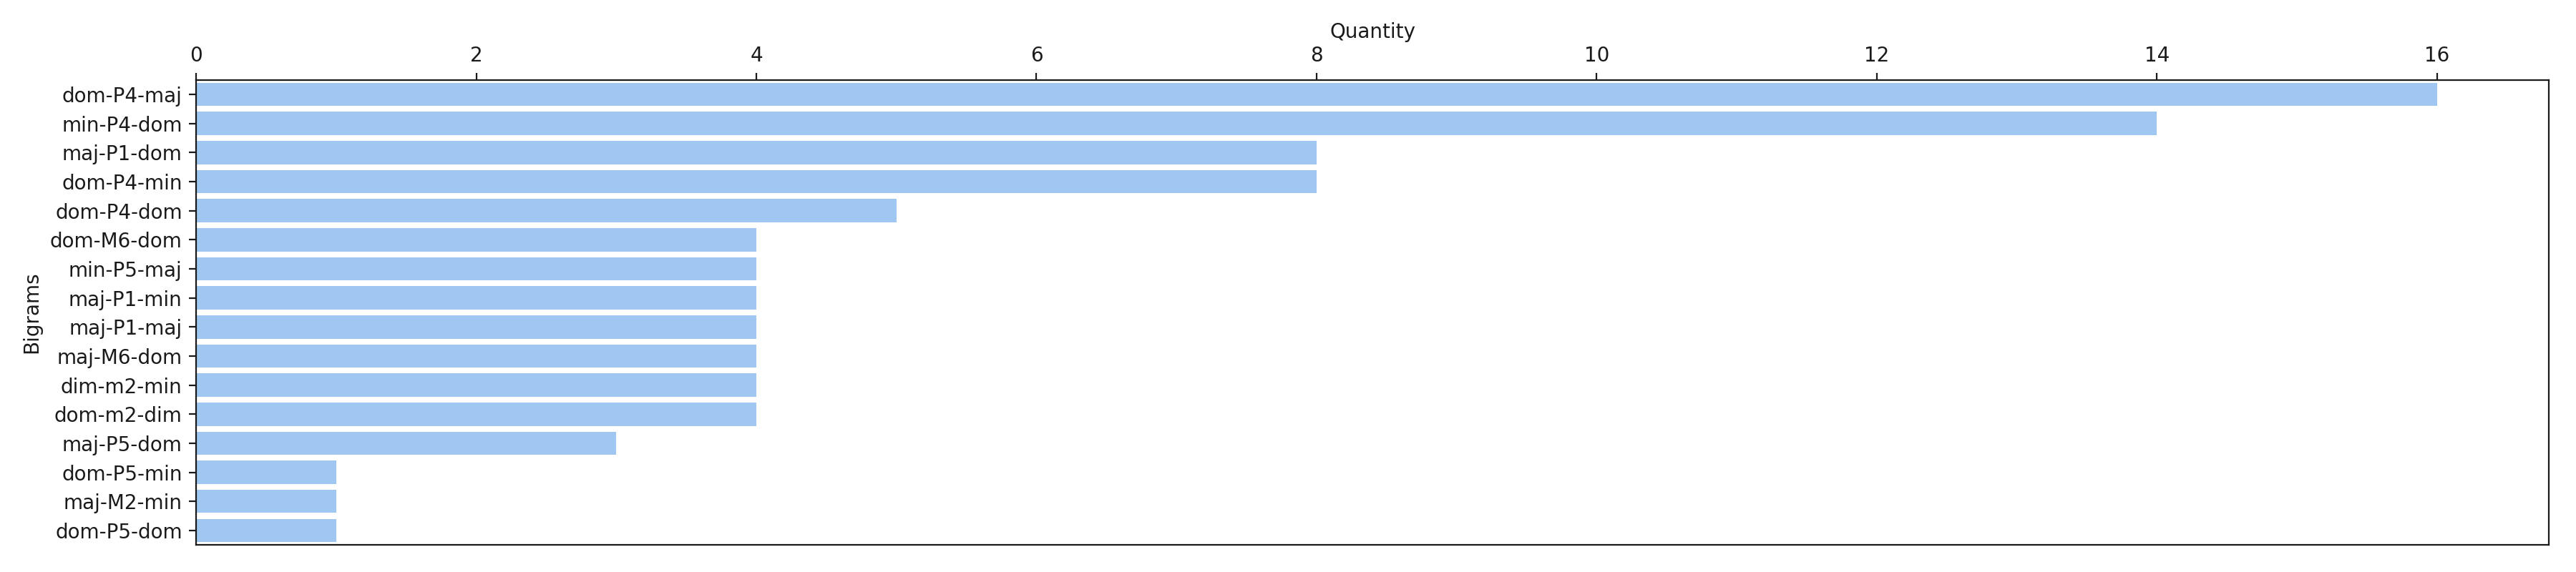 Quantity
0 2 4 6 8 10 12 14 16
dom-P4-maj
min-P4-dom
maj-P1-dom
dom-P4-min
dom-P4-dom
dom-M6-dom
min-P5-maj
maj-P1-min
maj-P1-maj
maj-M6-dom
dim-m2-min
dom-m2-dim
maj-P5-dom
dom-P5-min
maj-M2-min
dom-P5-dom
Bigrams